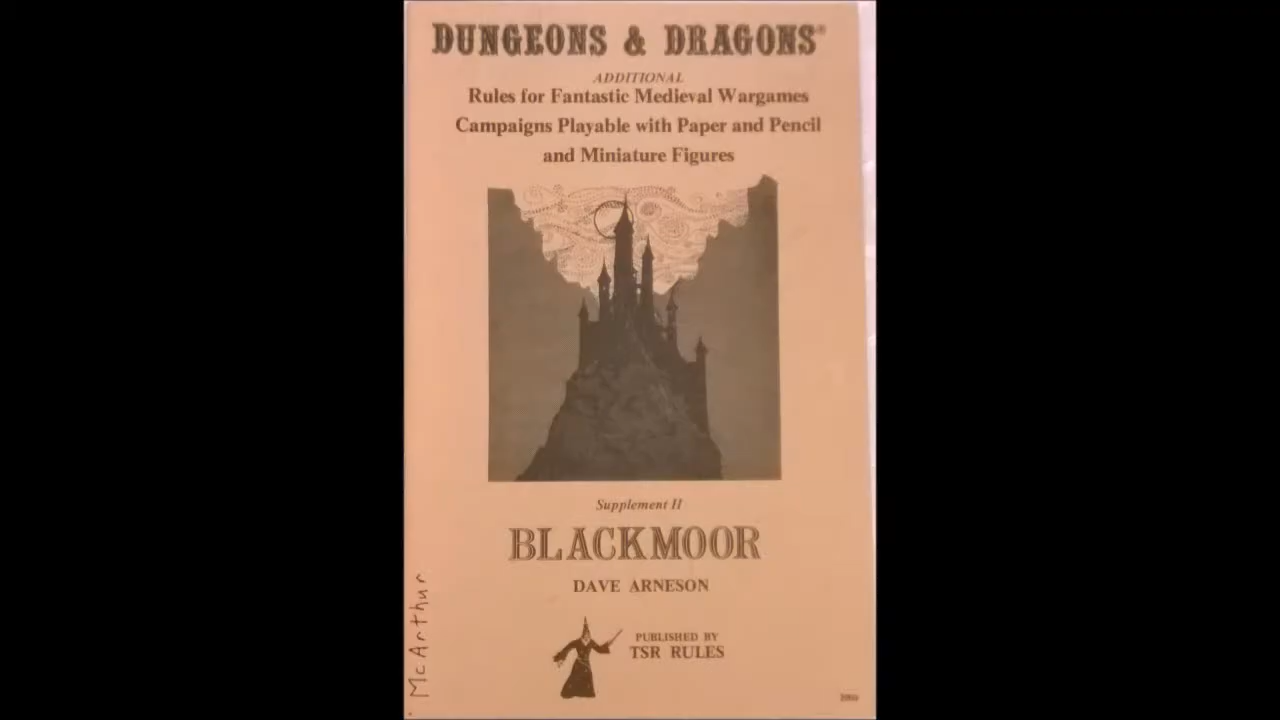 DUNGEONS & DRAGONS®
ADDITIONAL
Rules for Fantastic Medieval Wargames
Campaigns Playable with Paper and Pencil
and Miniature Figures
Supplement II
BLACKMOOR
DAVE ARNESON
McArthur
PUBLISHED BY
TSR RULES